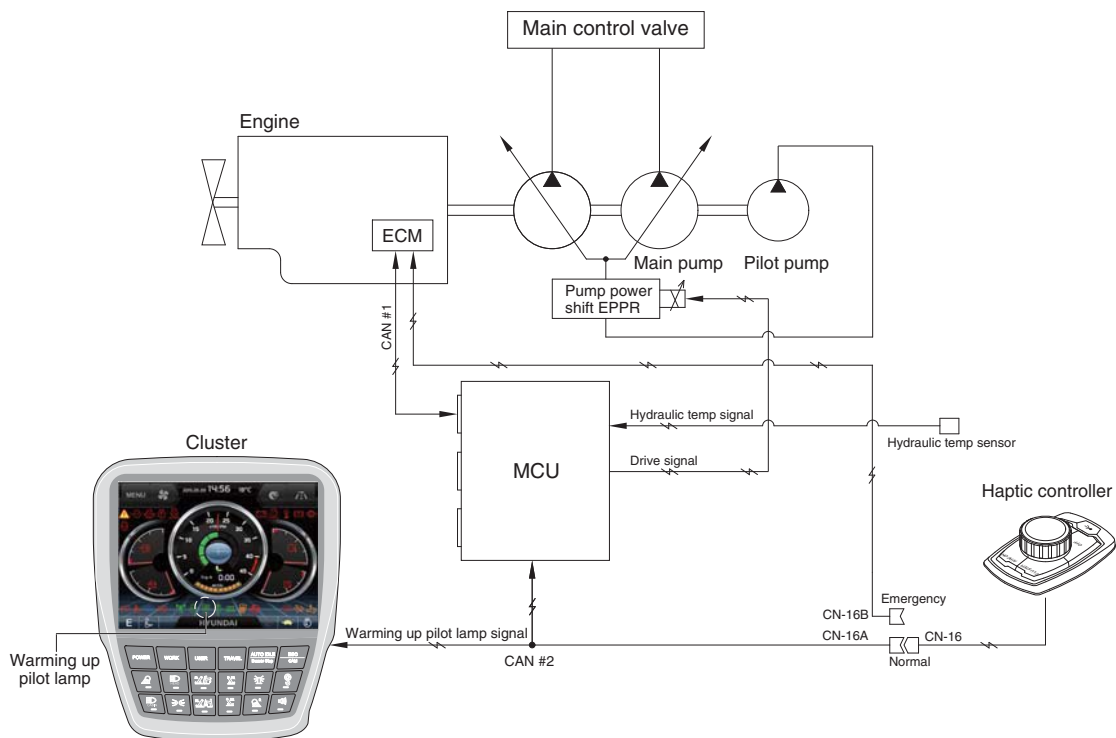 Main control valve
Engine
ECM
Main pump
Pilot pump
Pump power
shift EPPR
CAN #1
Hydraulic temp signal
Hydraulic temp sensor
MCU
Drive signal
Cluster
MENU
14:56
HYUNDAI
E
Haptic controller
Emergency
CN-16B
CN-16A
CN-16
Normal
Warming up pilot lamp signal
CAN #2
Warming up
pilot lamp
POWER
WORK
USER
TRAVEL
AUTO IDLE